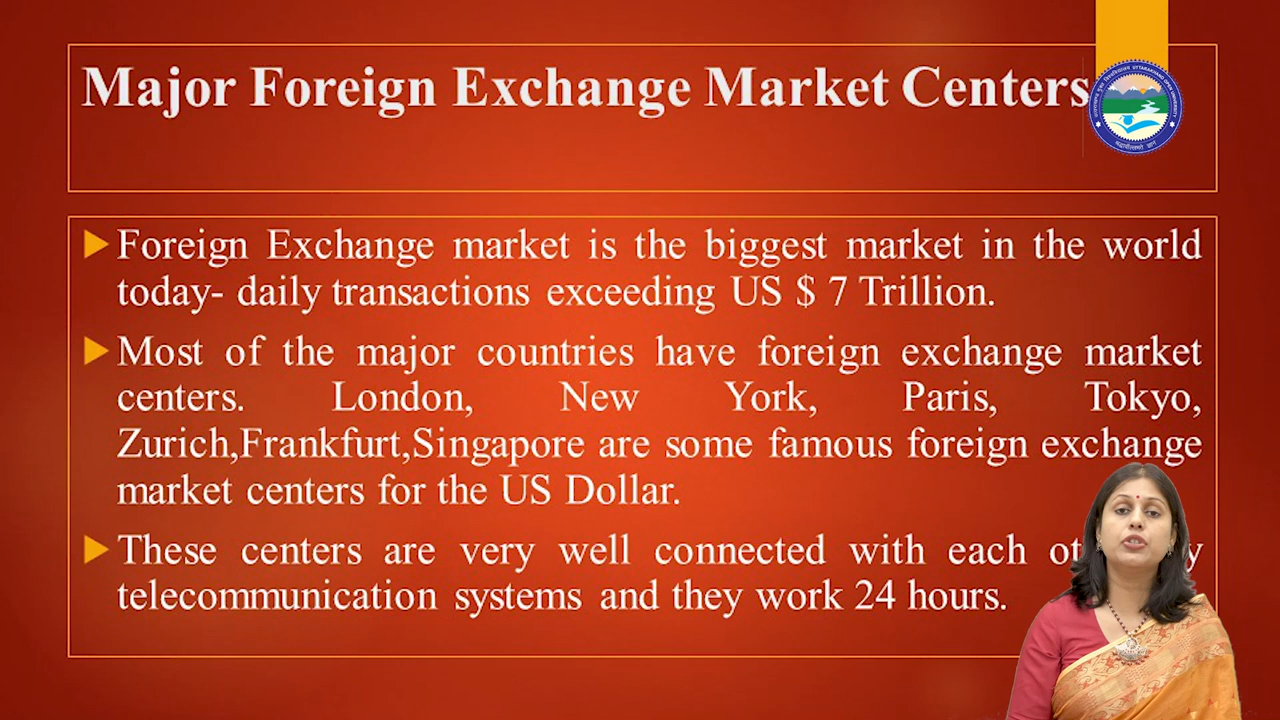 Major Foreign Exchange Market Centers
UTTARAKHAND OPEN UNIVERSITY
Foreign Exchange market is the biggest market in the world
today- daily transactions exceeding US $ 7 Trillion.
Most of the major countries have foreign exchange market
centers. London, New York, Paris, Tokyo,
Zurich,Frankfurt,Singapore are some famous foreign exchange
market centers for the US Dollar.
These centers are very well connected with each
telecommunication systems and they work 24 hours.